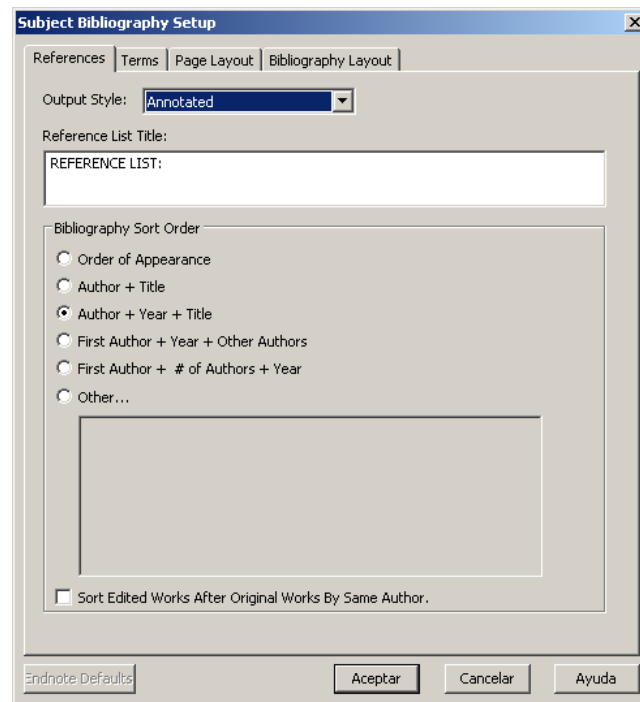 Subject Bibliography Setup
References Terms Page Layout Bibliography Layout
Output Style: Annotated
Reference List Title:
REFERENCE LIST:
Bibliography Sort Order
Order of Appearance
Author + Title
Author + Year + Title
First Author + Year + Other Authors
First Author + # of Authors + Year
Other...
Sort Edited Works After Original Works By Same Author.
Endnote Defaults Aceptar Cancelar Ayuda